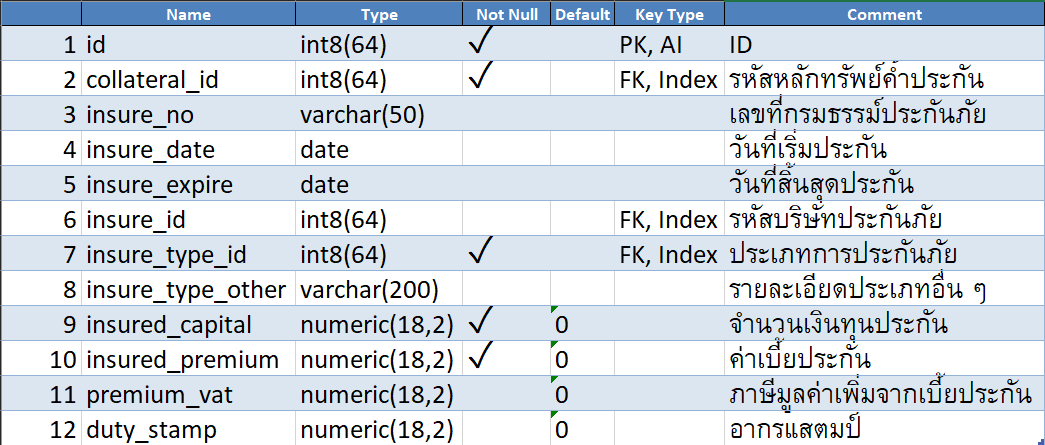 Name Type Not Null Default Key Type Comment
1 id int8(64) ✓ PK, AI ID
2 collateral_id int8(64) ✓ FK, Index รหัสหลักทรัพย์ค้ำประกัน
3 insure_no varchar(50) เลขที่กรมธรรม์ประกันภัย
4 insure_date date วันที่เริ่มประกัน
5 insure_expire date วันที่สิ้นสุดประกัน
6 insure_id int8(64) FK, Index รหัสบริษัทประกันภัย
7 insure_type_id int8(64) ✓ FK, Index ประเภทการประกันภัย
8 insure_type_other varchar(200) รายละเอียดประเภทอื่น ๆ
9 insured_capital numeric(18,2) ✓ 0 จำนวนเงินทุนประกัน
10 insured_premium numeric(18,2) ✓ 0 ค่าเบี้ยประกัน
11 premium_vat numeric(18,2) 0 ภาษีมูลค่าเพิ่มจากเบี้ยประกัน
12 duty_stamp numeric(18,2) 0 อากรแสตมป์